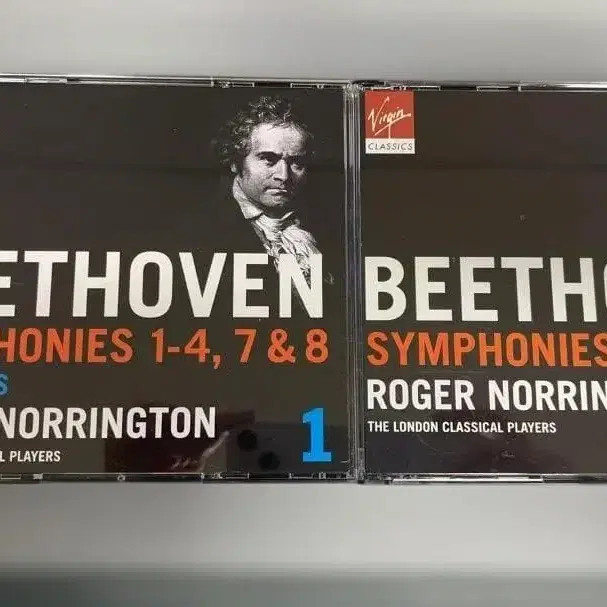 ETHOVEN
HONIES 1-4, 7 & 8
S
NORRINGTON
L PLAYERS
1
Virgin
CLASSICS
BEETHO
SYMPHONIES
ROGER NORRIN
THE LONDON CLASSICAL PLAYERS